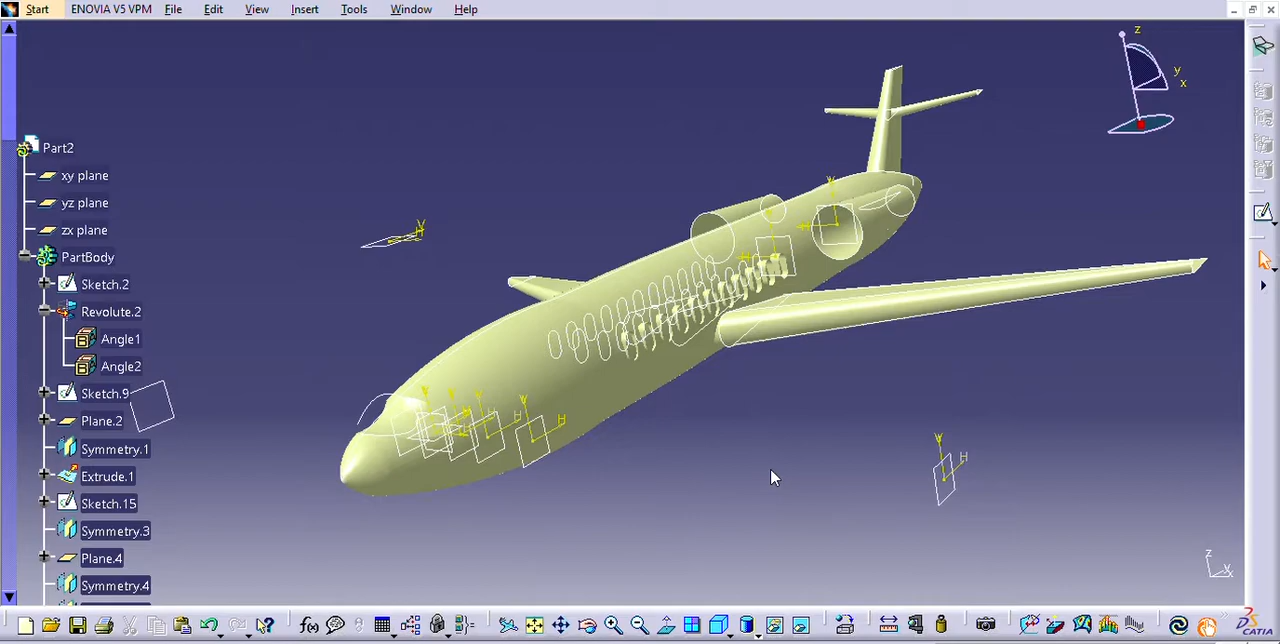 Start ENOVIA V5 VPM File Edit View Insert Tools Window Help
z
y
x
Part2
xy plane
yz plane
zx plane
PartBody
Sketch.2
Revolute.2
Angle1
Angle2
Sketch.9
Plane.2
Symmetry.1
Extrude.1
Sketch.15
Symmetry.3
Plane.4
Symmetry.4
V
H
V
H
V
H
V
H
V
H
z
y
x
f(x)
CATIA